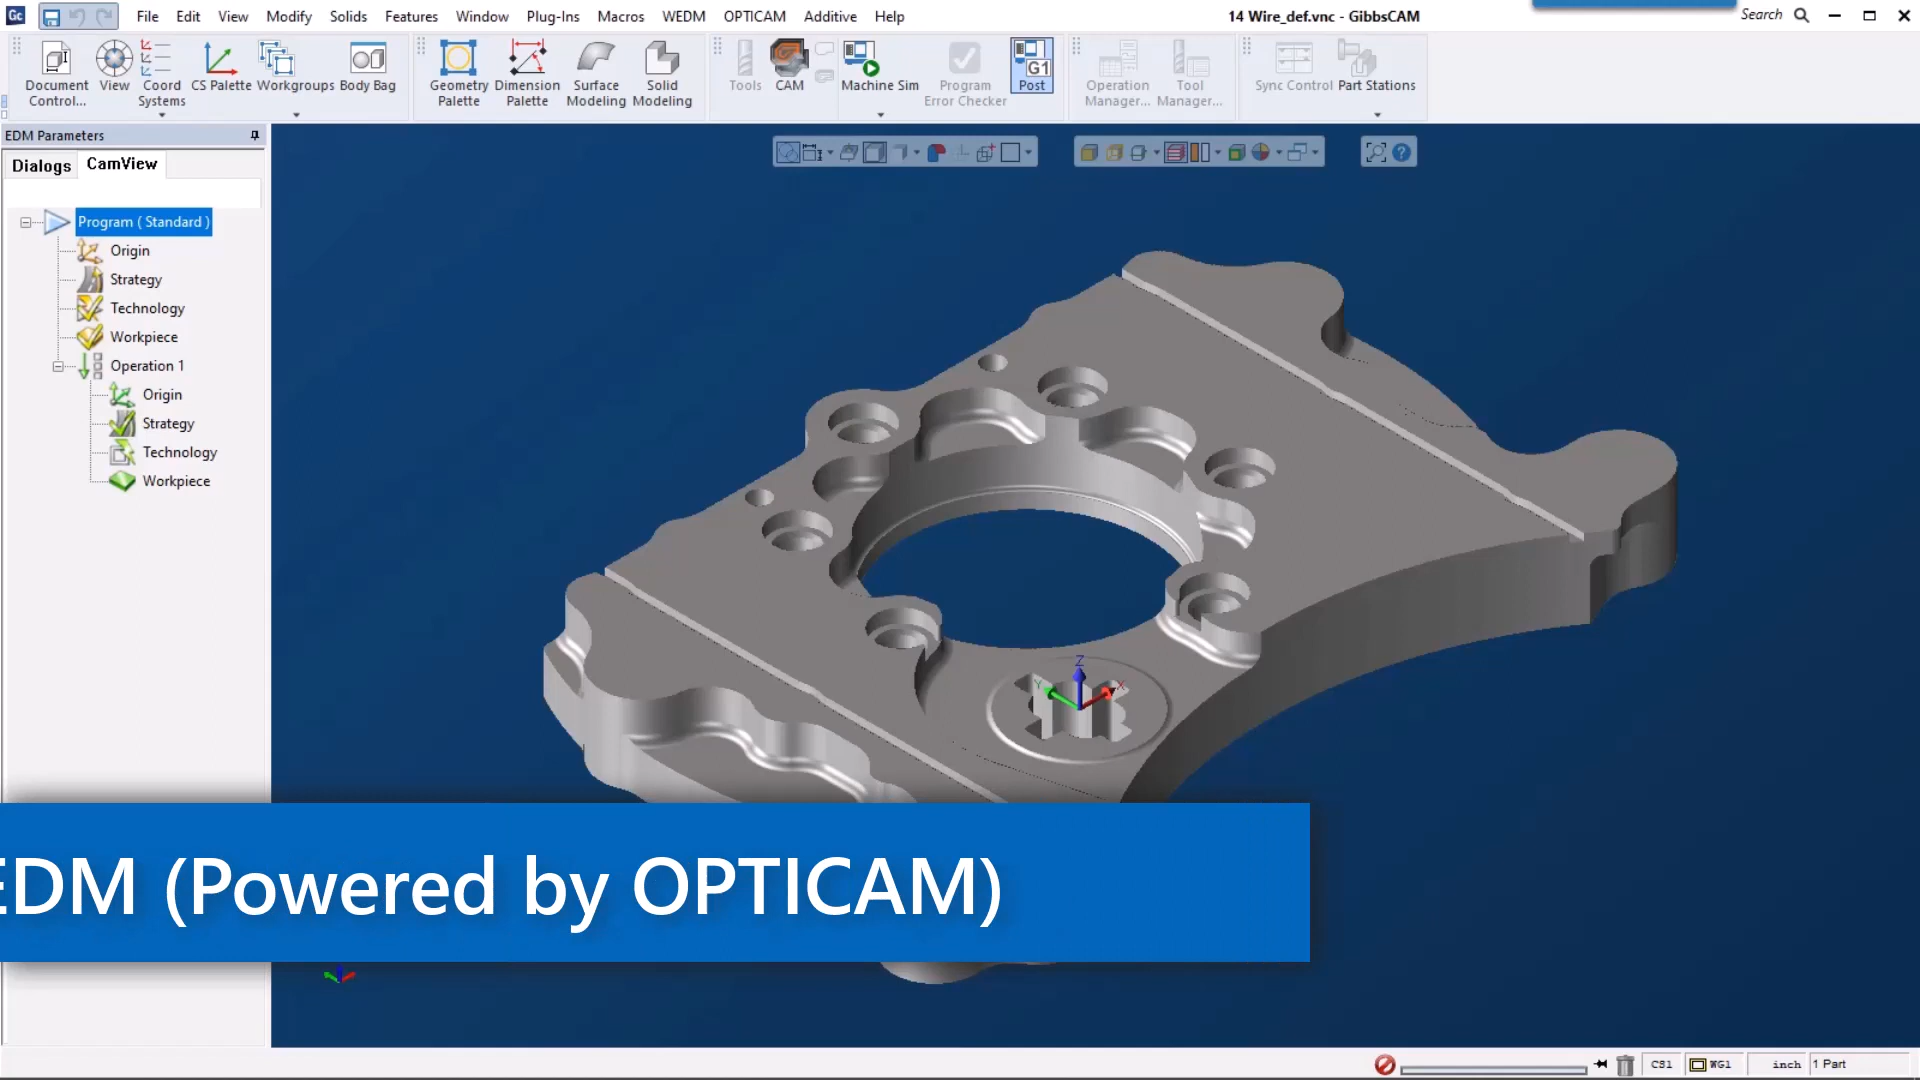 Gc
File Edit View Modify Solids Features Window Plug-Ins Macros WEDM OPTICAM Additive Help
14 Wire_def.vnc - GibbsCAM
Search
Document Control...
View
Coord Systems
CS Palette
Workgroups
Body Bag
Geometry Palette
Dimension Palette
Surface Modeling
Solid Modeling
Tools
CAM
Machine Sim
Program Error Checker
G1
Post
Operation Manager...
Tool Manager...
Sync Control
Part Stations
EDM Parameters
Dialogs CamView
Program ( Standard )
Origin
Strategy
Technology
Workpiece
Operation 1
Origin
Strategy
Technology
Workpiece
Z
Y X
EDM (Powered by OPTICAM)
CS1 WG1 inch 1 Part